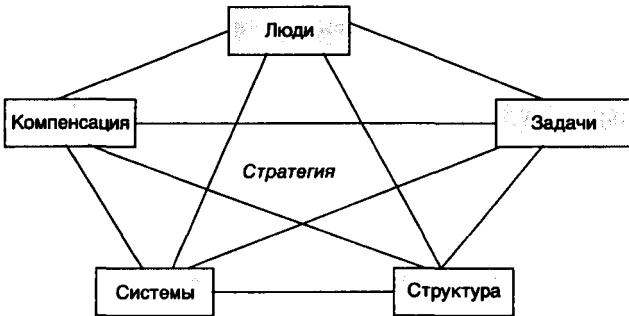 Люди
Компенсация
Задачи
Стратегия
Системы
Структура